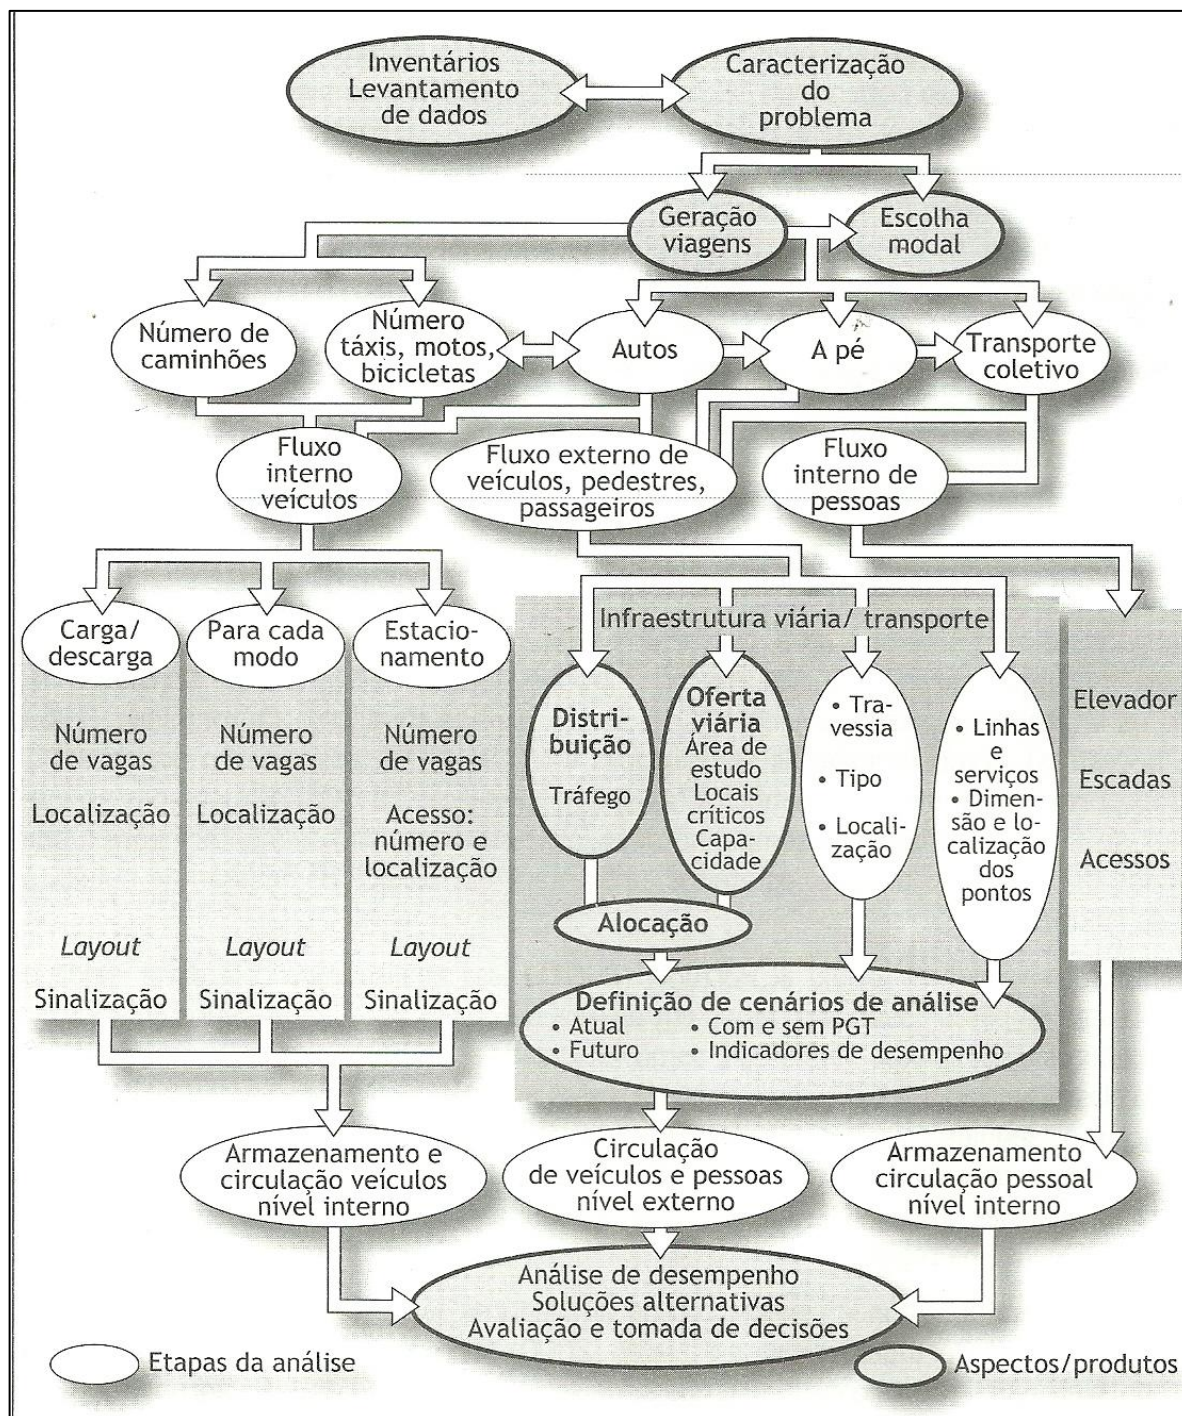 Inventários
Levantamento
de dados
Caracterização
do
problema
Geração
viagens
Escolha
modal
Número de
caminhões
Número
táxis, motos,
bicicletas
Autos
A pé
Transporte
coletivo
Fluxo
interno
veículos
Fluxo externo de
veículos, pedestres,
passageiros
Fluxo
interno de
pessoas
Carga/
descarga
Número
de vagas
Localização
Layout
Sinalização
Para cada
modo
Número
de vagas
Localização
Layout
Sinalização
Estacio-
namento
Número
de vagas
Acesso:
número e
localização
Layout
Sinalização
Infraestrutura viária/ transporte
Distri-
buição
Tráfego
Oferta
viária
Área de
estudo
Locais
críticos
Capa-
cidade
• Tra-
vessia
• Tipo
• Locali-
zação
• Linhas
e
serviços
• Dimen-
são e lo-
calização
dos
pontos
Elevador
Escadas
Acessos
Alocação
Definição de cenários de análise
• Atual • Com e sem PGT
• Futuro • Indicadores de desempenho
Armazenamento e
circulação veículos
nível interno
Circulação
de veículos e pessoas
nível externo
Armazenamento
circulação pessoal
nível interno
Análise de desempenho
Soluções alternativas
Avaliação e tomada de decisões
Etapas da análise
Aspectos/produtos